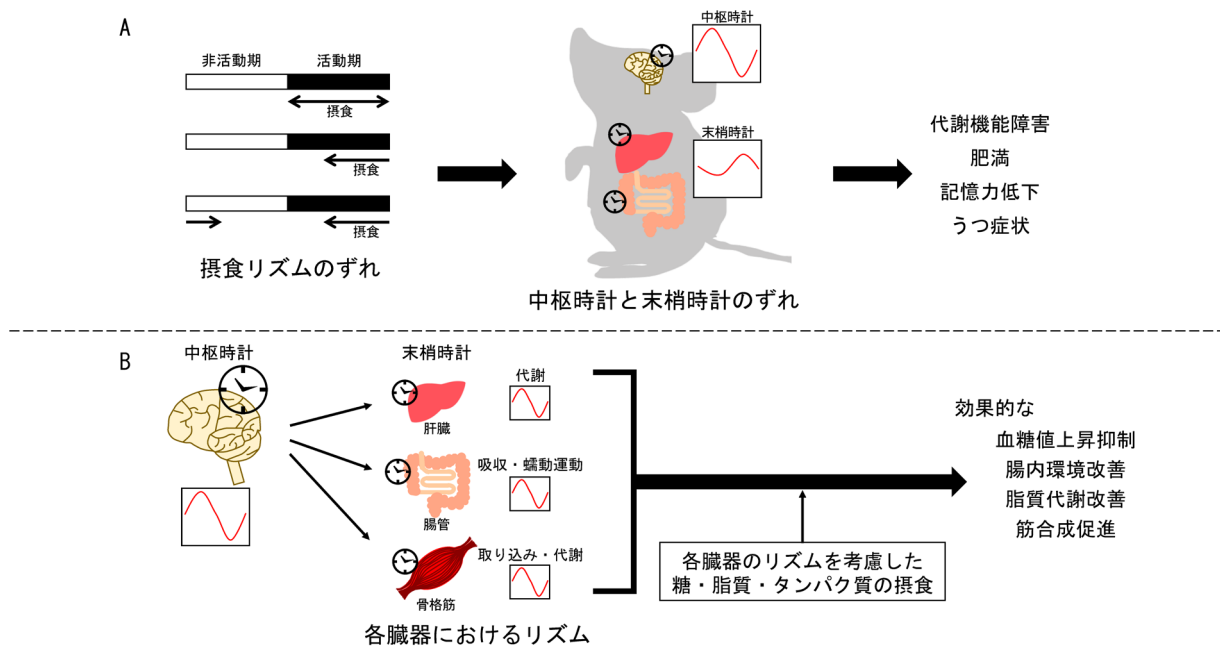 A
非活動期
活動期
摂食
摂食
摂食
摂食リズムのずれ
中枢時計
末梢時計
中枢時計と末梢時計のずれ
代謝機能障害
肥満
記憶力低下
うつ症状
B
中枢時計
末梢時計
肝臓
代謝
腸管
吸収・蠕動運動
骨格筋
取り込み・代謝
各臓器におけるリズム
各臓器のリズムを考慮した
糖・脂質・タンパク質の摂食
効果的な
血糖値上昇抑制
腸内環境改善
脂質代謝改善
筋合成促進